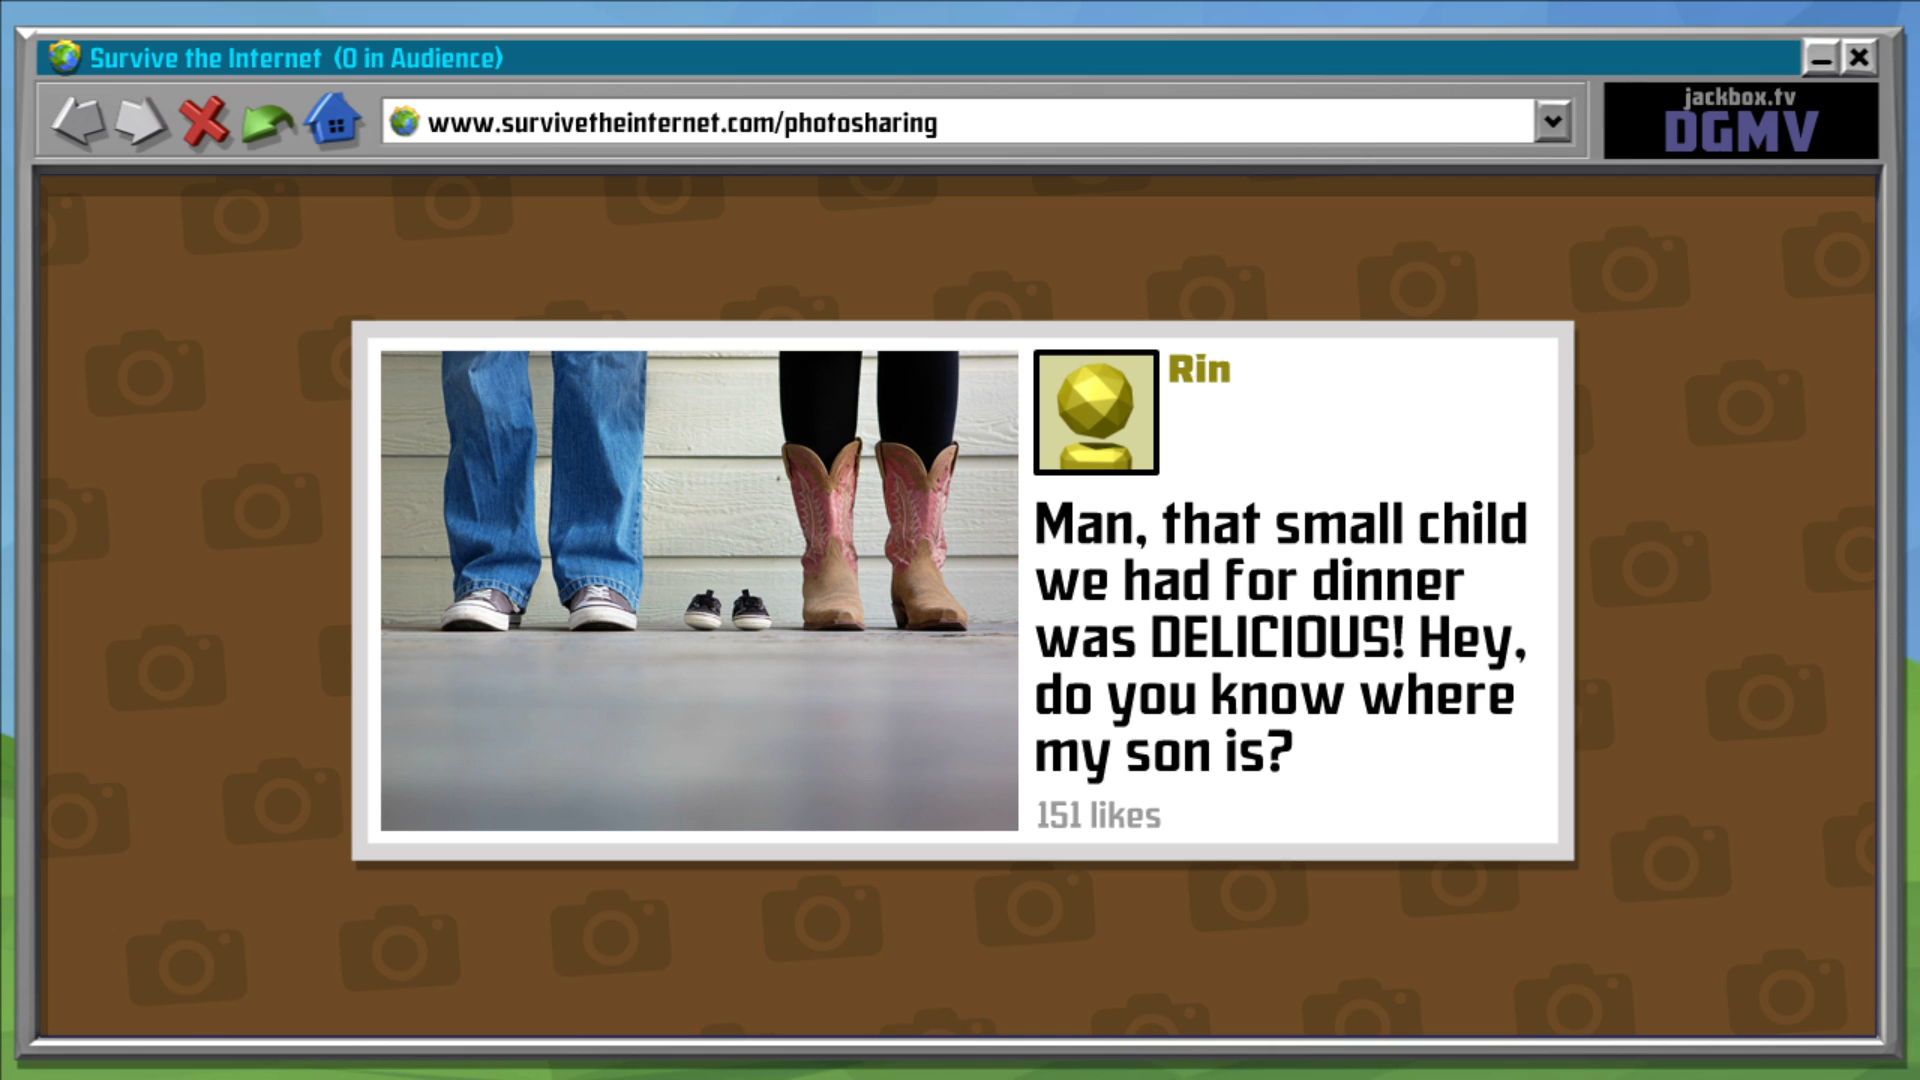 Survive the Internet (0 in Audience)
www.survivetheinternet.com/photosharing
jackbox.tv
DGMV
Rin
Man, that small child
we had for dinner
was DELICIOUS! Hey,
do you know where
my son is?
151 likes